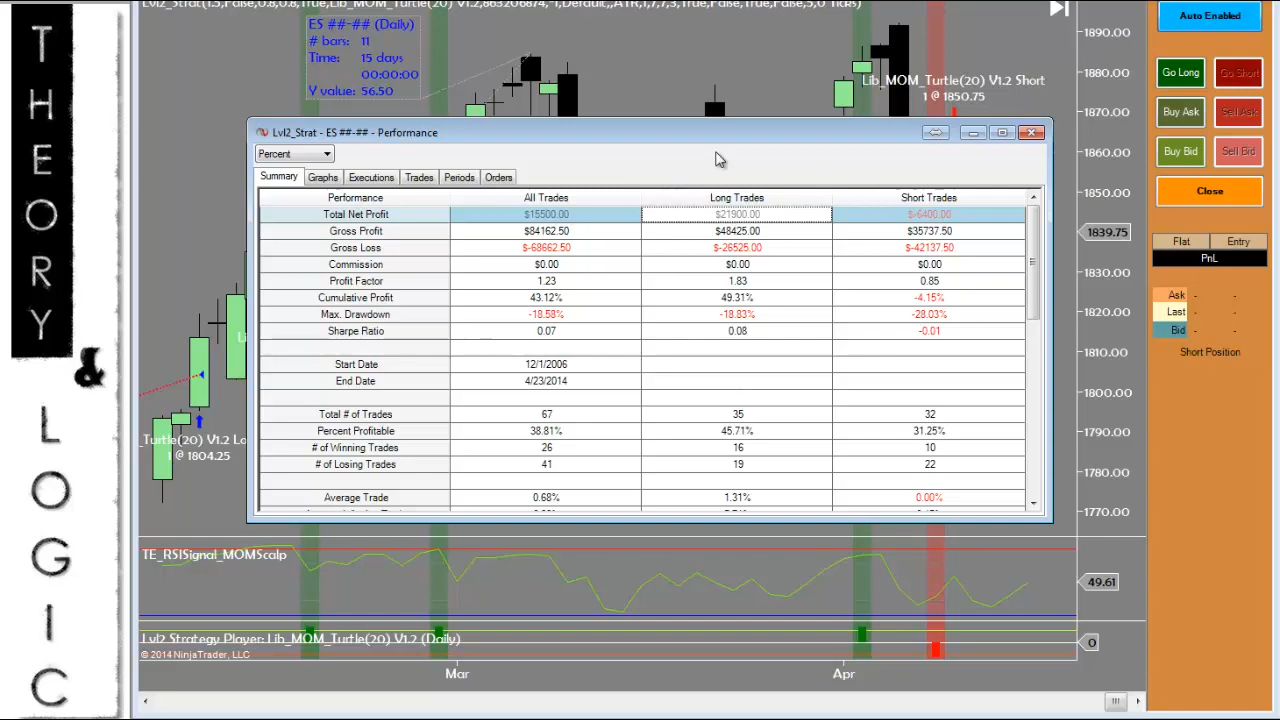 THEORY
&
LOGIC
Lvl2_Strat(1.5,False,0.8,0.8,True,Lib_MOM_Turtle(20) V1.2,863206874,-1,Default,,ATR,1,7,7,3,True,False,False,5,0 Ticks)
ES ##-## (Daily)
# bars: 11
Time: 15 days
00:00:00
Y value: 56.50
Lib_MOM_Turtle(20) V1.2 Short
1 @ 1850.75
Lvl2_Strat - ES ##-## - Performance
Percent
Summary Graphs Executions Trades Periods Orders
Performance All Trades Long Trades Short Trades
Total Net Profit $15500.00 $21900.00 $-6400.00
Gross Profit $84162.50 $48425.00 $35737.50
Gross Loss $-68662.50 $-26525.00 $-42137.50
Commission $0.00 $0.00 $0.00
Profit Factor 1.23 1.83 0.85
Cumulative Profit 43.12% 49.31% -4.15%
Max. Drawdown -18.58% -18.83% -28.03%
Sharpe Ratio 0.07 0.08 -0.01
Start Date 12/1/2006
End Date 4/23/2014
Total # of Trades 67 35 32
Percent Profitable 38.81% 45.71% 31.25%
# of Winning Trades 26 16 10
# of Losing Trades 41 19 22
Average Trade 0.68% 1.31% 0.00%
_Turtle(20) V1.2 Lo
1 @ 1804.25
TE_RSISignal_MOMScalp
Lvl2 Strategy Player: Lib_MOM_Turtle(20) V1.2 (Daily)
© 2014 NinjaTrader, LLC
Mar Apr
1890.00
1880.00
1870.00
1860.00
1850.00
1839.75
1830.00
1820.00
1810.00
1800.00
1790.00
1780.00
1770.00
49.61
0
Auto Enabled
Go Long Go Short
Buy Ask Sell Ask
Buy Bid Sell Bid
Close
Flat Entry
PnL
Ask - -
Last - -
Bid - -
Short Position